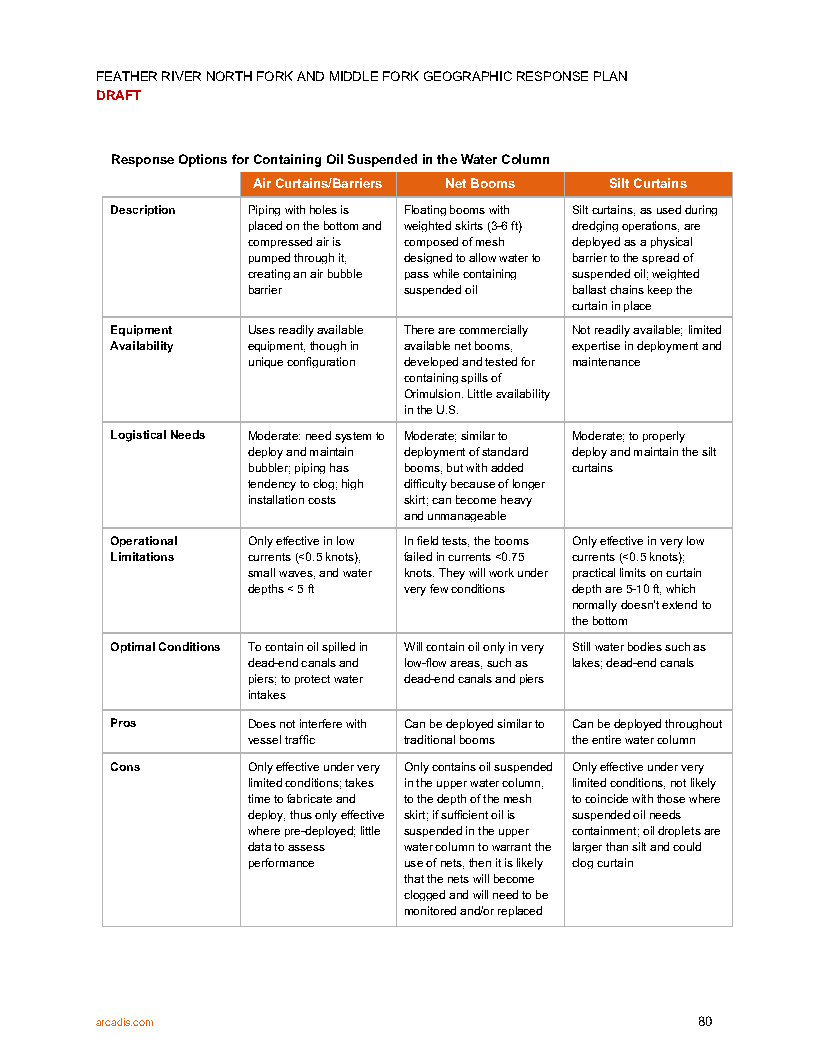 FEATHER RIVER NORTH FORK AND MIDDLE FORK GEOGRAPHIC RESPONSE PLAN
DRAFT
Response Options for Containing Oil Suspended in the Water Column
Air Curtains/Barriers
Net Booms
Silt Curtains
Description
Piping with holes is
placed on the bottom and
compressed air is
pumped through it,
creating an air bubble
barrier
Floating booms with
weighted skirts (3-6 ft)
composed of mesh
designed to allow water to
pass while containing
suspended oil
Silt curtains, as used during
dredging operations, are
deployed as a physical
barrier to the spread of
suspended oil; weighted
ballast chains keep the
curtain in place
Equipment
Availability
Uses readily available
equipment, though in
unique configuration
There are commercially
available net booms,
developed and tested for
containing spills of
Orimulsion. Little availability
in the U.S.
Not readily available; limited
expertise in deployment and
maintenance
Logistical Needs
Moderate: need system to
deploy and maintain
bubbler; piping has
tendency to clog; high
installation costs
Moderate; similar to
deployment of standard
booms, but with added
difficulty because of longer
skirt; can become heavy
and unmanageable
Moderate; to properly
deploy and maintain the silt
curtains
Operational
Limitations
Only effective in low
currents (<0.5 knots),
small waves, and water
depths < 5 ft
In field tests, the booms
failed in currents <0.75
knots. They will work under
very few conditions
Only effective in very low
currents (<0.5 knots);
practical limits on curtain
depth are 5-10 ft, which
normally doesn't extend to
the bottom
Optimal Conditions
To contain oil spilled in
dead-end canals and
piers; to protect water
intakes
Will contain oil only in very
low-flow areas, such as
dead-end canals and piers
Still water bodies such as
lakes; dead-end canals
Pros
Does not interfere with
vessel traffic
Can be deployed similar to
traditional booms
Can be deployed throughout
the entire water column
Cons
Only effective under very
limited conditions; takes
time to fabricate and
deploy, thus only effective
where pre-deployed; little
data to assess
performance
Only contains oil suspended
in the upper water column,
to the depth of the mesh
skirt; if sufficient oil is
suspended in the upper
water column to warrant the
use of nets, then it is likely
that the nets will become
clogged and will need to be
monitored and/or replaced
Only effective under very
limited conditions, not likely
to coincide with those where
suspended oil needs
containment; oil droplets are
larger than silt and could
clog curtain
arcadis.com
80